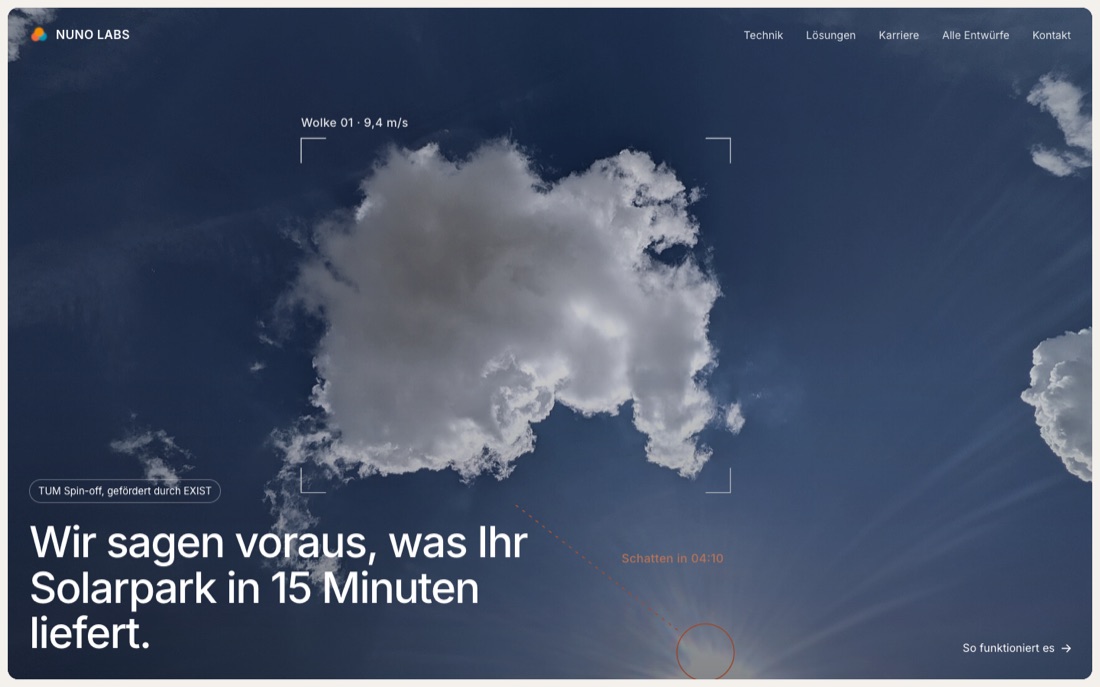 NUNO LABS
Technik
Lösungen
Karriere
Alle Entwürfe
Kontakt
Wolke 01 · 9,4 m/s
TUM Spin-off, gefördert durch EXIST
Wir sagen voraus, was Ihr
Solarpark in 15 Minuten
liefert.
Schatten in 04:10
So funktioniert es →